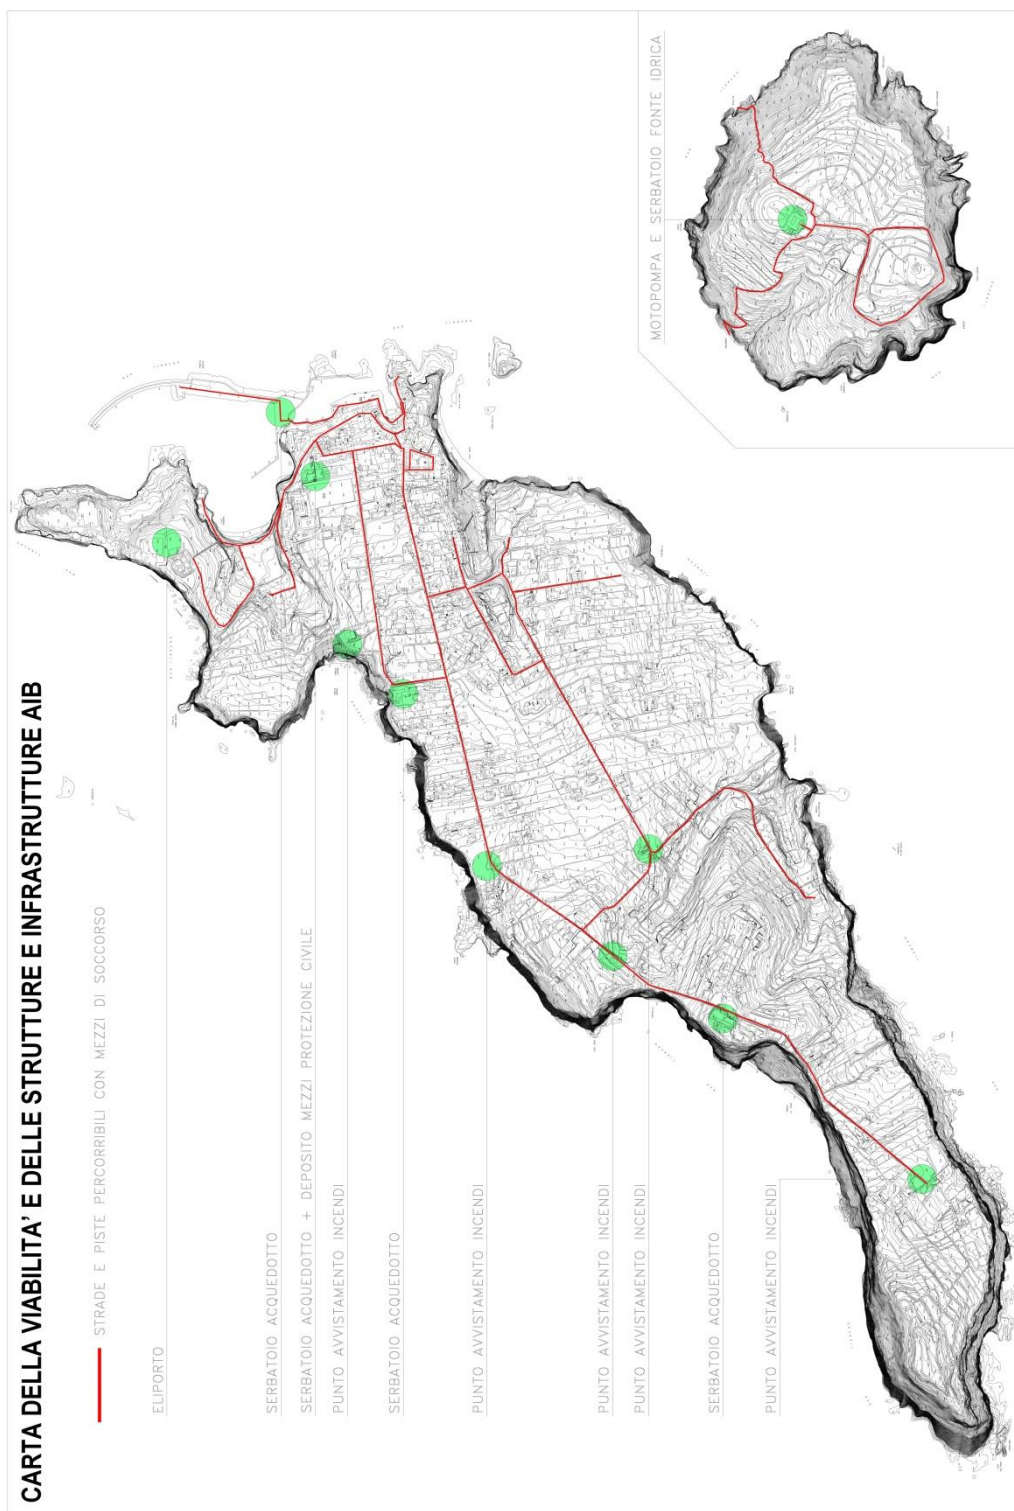 CARTA DELLA VIABILITA' E DELLE STRUTTURE E INFRASTRUTTURE AIB
STRADE E PISTE PERCORRIBILI CON MEZZI DI SOCCORSO
ELIPORTO
SERBATOIO ACQUEDOTTO
SERBATOIO ACQUEDOTTO + DEPOSITO MEZZI PROTEZIONE CIVILE
PUNTO AVVISTAMENTO INCENDI
SERBATOIO ACQUEDOTTO
PUNTO AVVISTAMENTO INCENDI
PUNTO AVVISTAMENTO INCENDI
PUNTO AVVISTAMENTO INCENDI
SERBATOIO ACQUEDOTTO
PUNTO AVVISTAMENTO INCENDI
MOTOPOMPA E SERBATOIO FONTE IDRICA